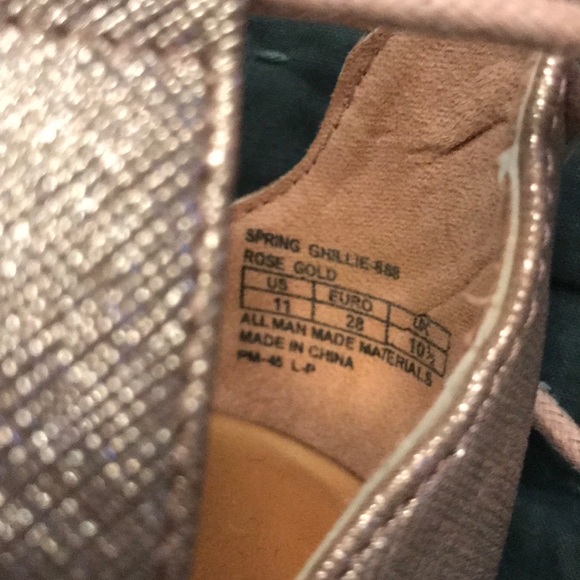 SPRING GHILLIE-888
ROSE GOLD
US EURO UK
11 28 10½
ALL MAN MADE MATERIALS
MADE IN CHINA
PM-45 L-P